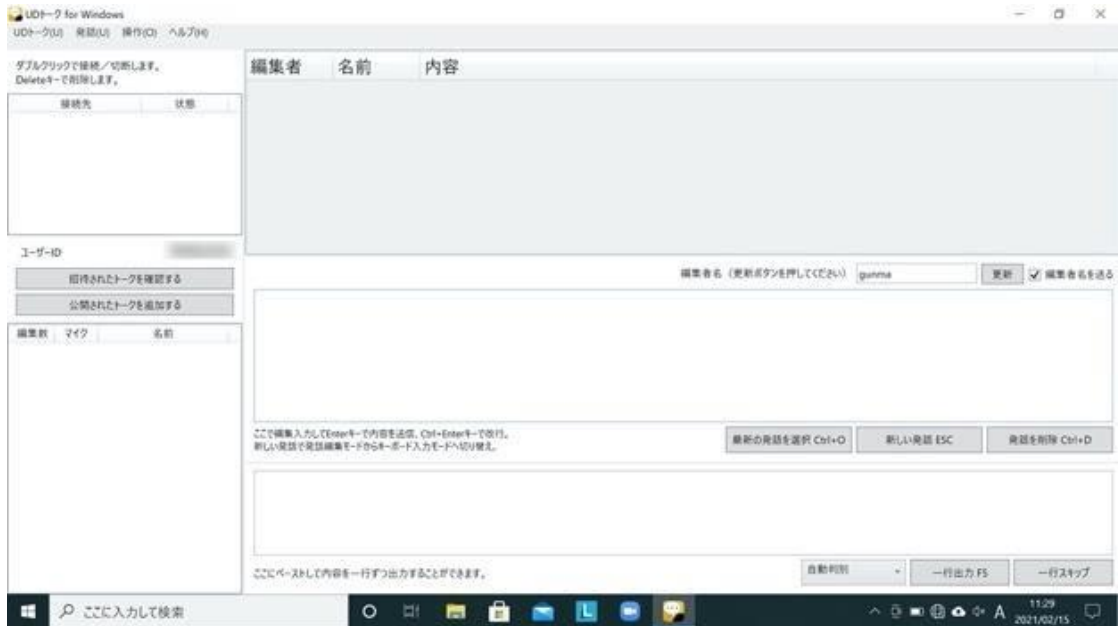 UDトーク for Windows
UDトーク(U) 発話(U) 操作(O) ヘルプ(H)
ダブルクリックで接続／切断します。
Deleteキーで削除します。
接続先 状態
編集者 名前 内容
ユーザーID
招待されたトークを確認する
公開されたトークを追加する
編集数 マイク 名前
編集者名（更新ボタンを押してください） gunma 更新 編集者名を送る
ここで編集入力してEnterキーで内容を送信、Ctrl+Enterキーで改行。
新しい発話で発話編集モードからキーボード入力モードへ切り替え。
最新の発話を選択 Ctrl+O 新しい発話 ESC 発話を削除 Ctrl+D
ここにペーストして内容を一行ずつ出力することができます。
自動判別 一行出力 F5 一行スキップ
ここに入力して検索
L
A
11:29
2021/02/15